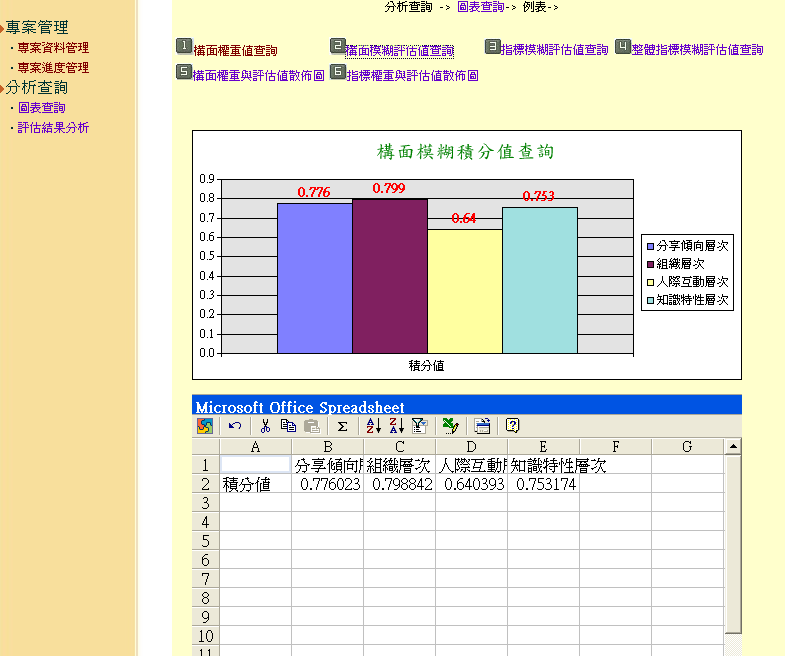 分析查詢 -> 圖表查詢-> 例表->
專案管理
·專案資料管理
·專案進度管理
分析查詢
·圖表查詢
·評估結果分析
1構面權重值查詢 2構面模糊評估值查詢 3指標模糊評估值查詢 4整體指標模糊評估值查詢
5構面權重與評估值散佈圖 6指標權重與評估值散佈圖
構面模糊積分值查詢
0.9
0.8
0.7
0.6
0.5
0.4
0.3
0.2
0.1
0.0
0.776
0.799
0.64
0.753
積分值
分享傾向層次
組織層次
人際互動層次
知識特性層次
Microsoft Office Spreadsheet
A B C D E F G
1 分享傾向 組織層次 人際互動 知識特性層次
2 積分值 0.776023 0.798842 0.640393 0.753174
3
4
5
6
7
8
9
10
11